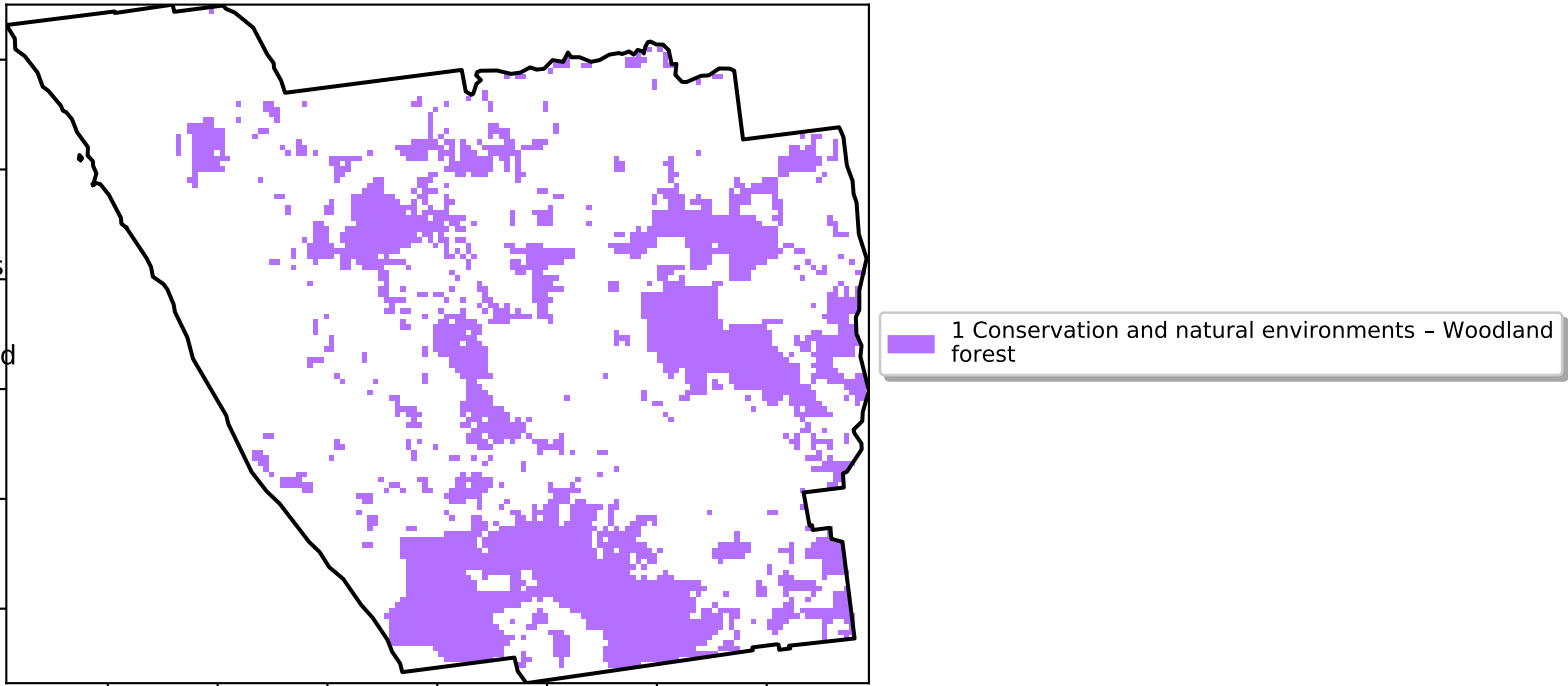 d
1 Conservation and natural environments – Woodland
forest